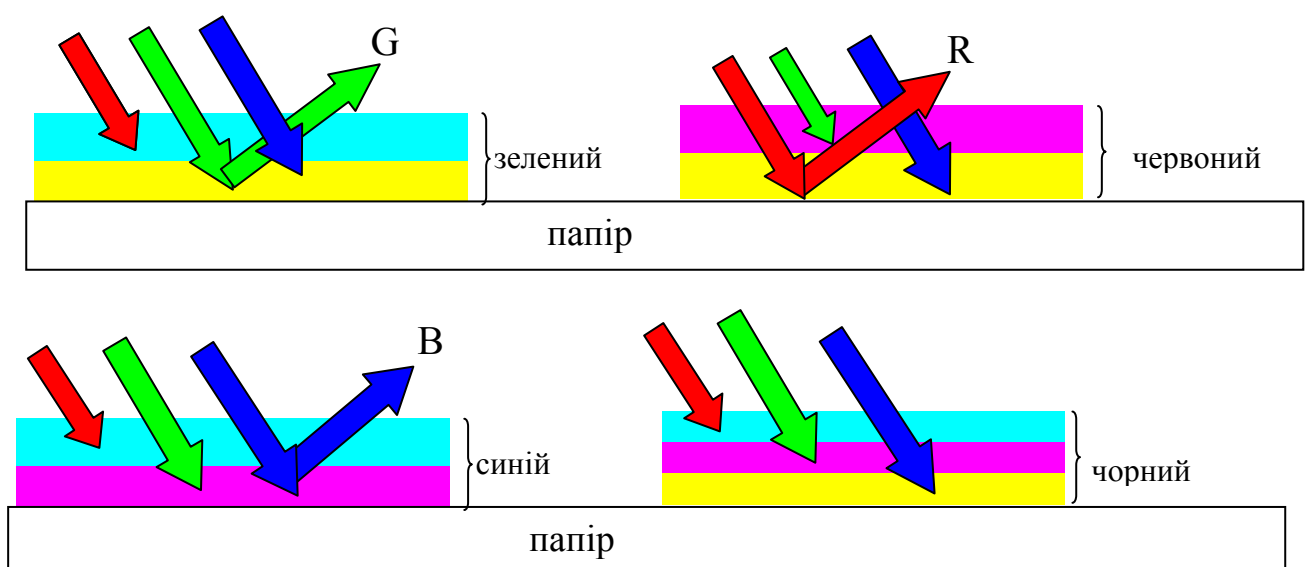 G
R
зелений
червоний
папір
B
синій
чорний
папір